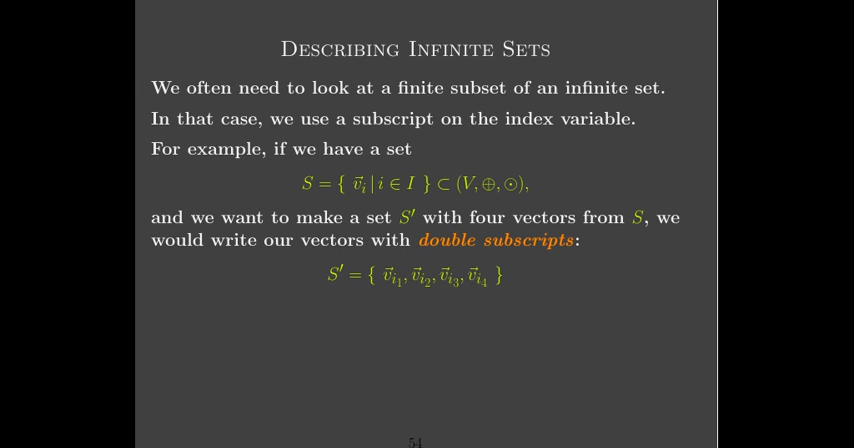 Describing Infinite Sets
We often need to look at a finite subset of an infinite set.
In that case, we use a subscript on the index variable.
For example, if we have a set
S = { v⃗ᵢ | i ∈ I } ⊂ (V, ⊕, ⊙),
and we want to make a set S′ with four vectors from S, we
would write our vectors with double subscripts:
S′ = { v⃗_{i₁}, v⃗_{i₂}, v⃗_{i₃}, v⃗_{i₄} }
54